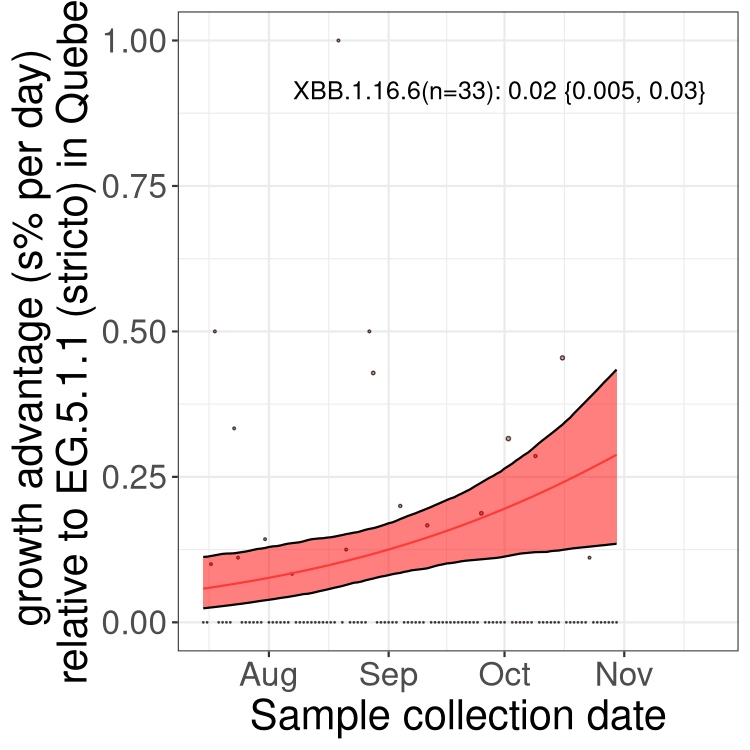 growth advantage (s% per day)
relative to EG.5.1.1 (stricto) in Quebe
1.00
0.75
0.50
0.25
0.00
XBB.1.16.6(n=33): 0.02 {0.005, 0.03}
Aug Sep Oct Nov
Sample collection date